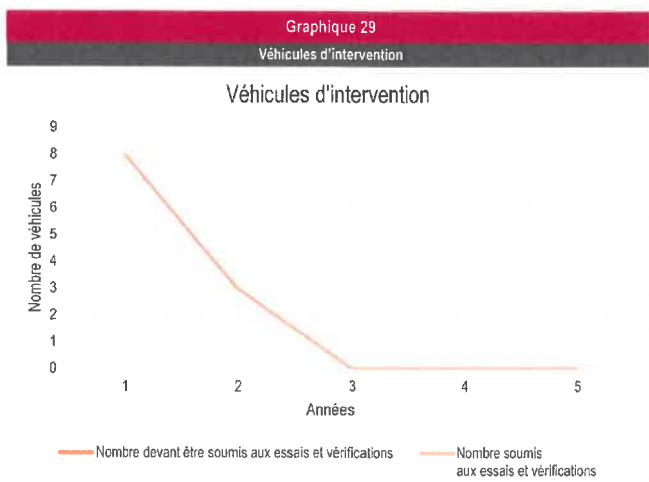 Graphique 29
Véhicules d'intervention
Véhicules d'intervention
Nombre de véhicules
9
8
7
6
5
4
3
2
1
0
1 2 3 4 5
Années
Nombre devant être soumis aux essais et vérifications
Nombre soumis
aux essais et vérifications